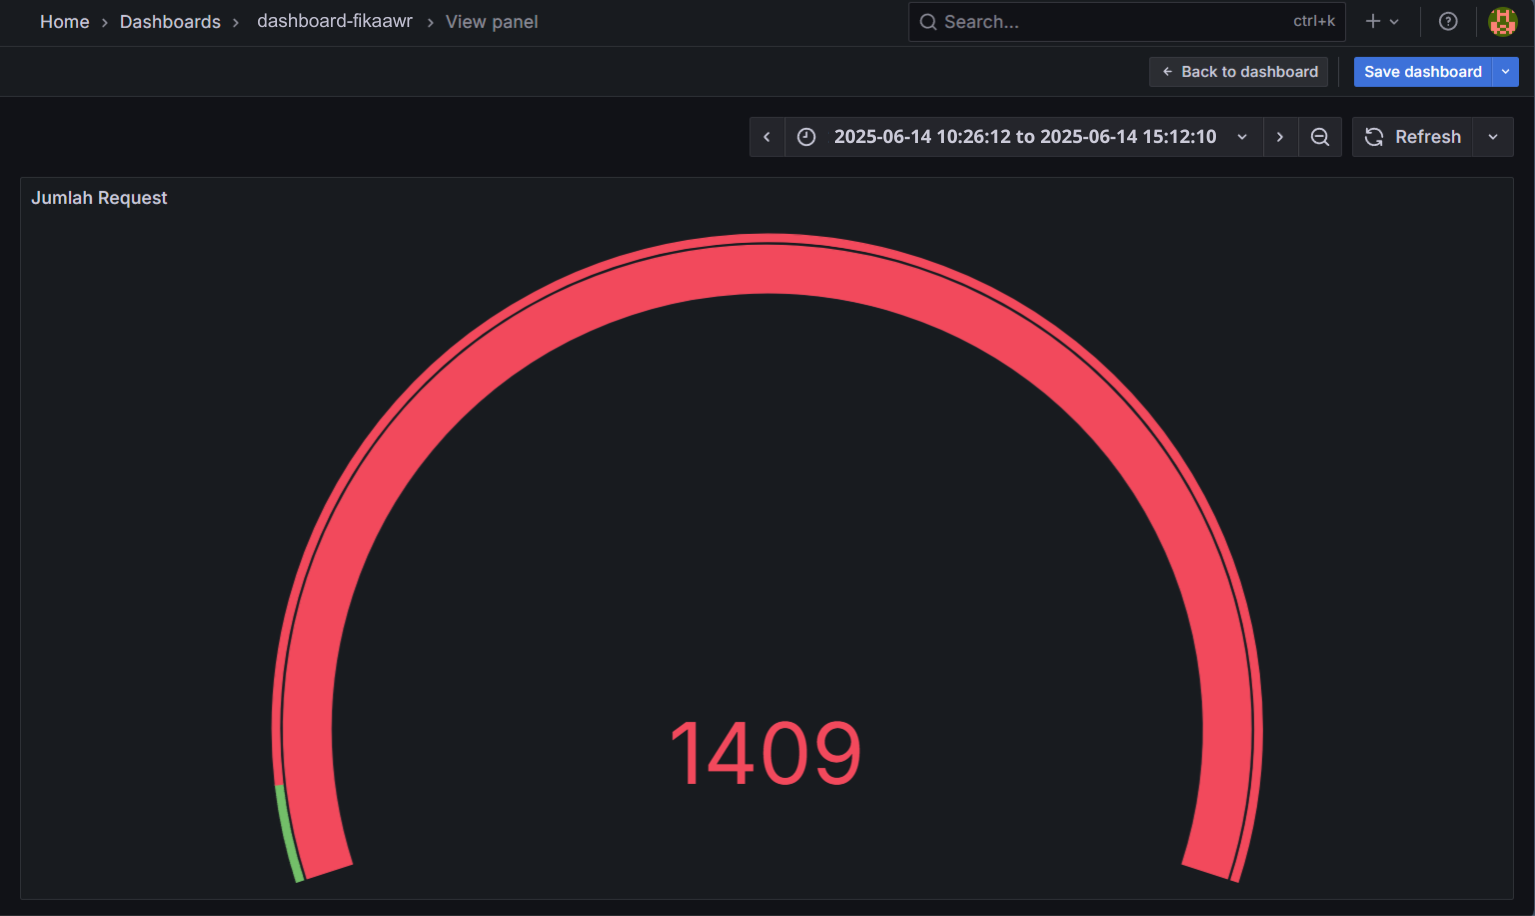 Home › Dashboards › dashboard-fikaawr › View panel
Search... ctrl+k
← Back to dashboard
Save dashboard
2025-06-14 10:26:12 to 2025-06-14 15:12:10
Refresh
Jumlah Request
1409